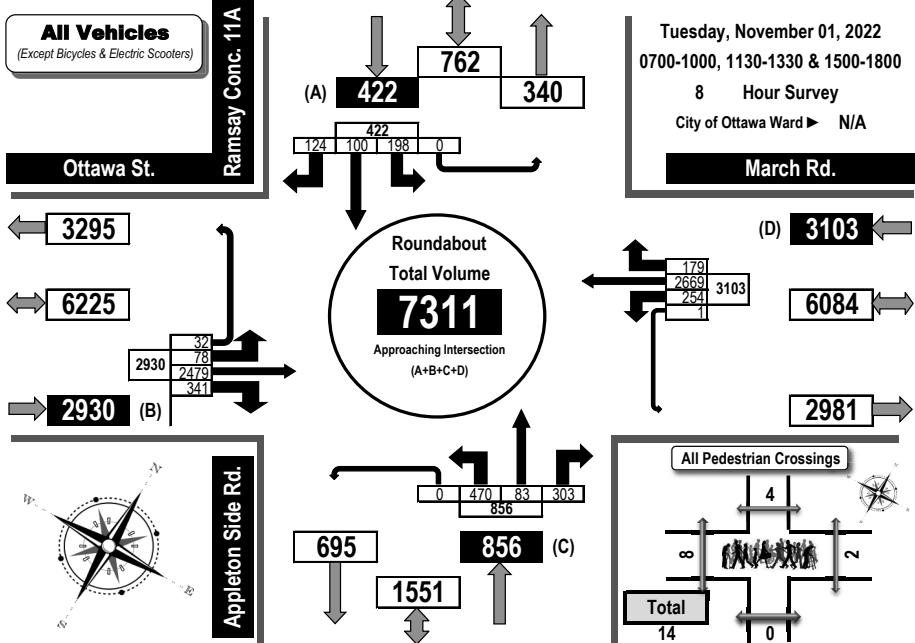 All Vehicles
(Except Bicycles & Electric Scooters)
Ramsay Conc. 11A
Ottawa St.
762
(A) 422
340
422
124 100 198 0
Tuesday, November 01, 2022
0700-1000, 1130-1330 & 1500-1800
8 Hour Survey
City of Ottawa Ward ► N/A
March Rd.
3295
6225
2930
32
78
2479
341
2930 (B)
Roundabout
Total Volume
7311
Approaching Intersection
(A+B+C+D)
(D) 3103
179
2669
254
1
3103
6084
2981
N
W
E
S
Appleton Side Rd.
0 470 83 303
856
695
856 (C)
1551
All Pedestrian Crossings
4
8
2
0
Total
14